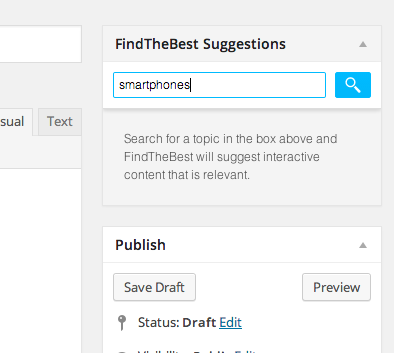 FindTheBest Suggestions
smartphones
sual Text
Search for a topic in the box above and
FindTheBest will suggest interactive
content that is relevant.
Publish
Save Draft Preview
Status: Draft Edit